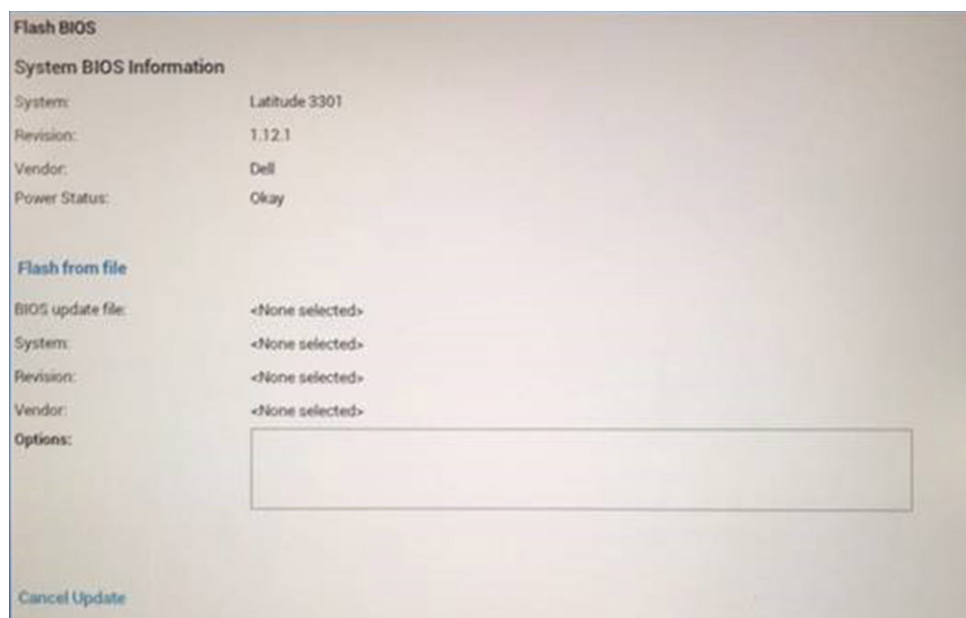 Flash BIOS
System BIOS Information
System: Latitude 3301
Revision: 1.12.1
Vendor: Dell
Power Status: Okay
Flash from file
BIOS update file: <None selected>
System: <None selected>
Revision: <None selected>
Vendor: <None selected>
Options:
Cancel Update